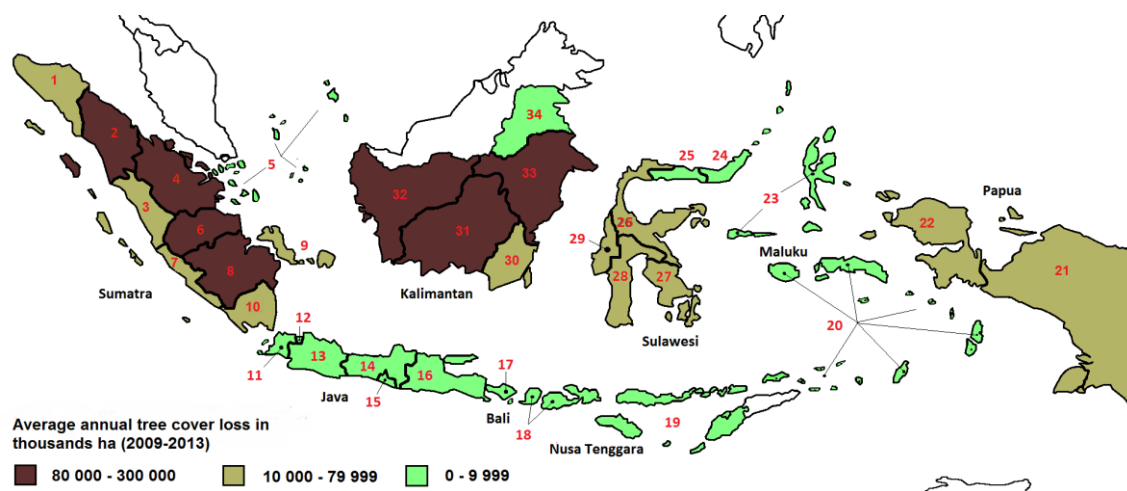 1
2
3
4
5
6
7
8
9
10
Sumatra
11
12
13
14
15
16
Java
17
Bali
18
Nusa Tenggara
19
34
33
32
31
30
Kalimantan
25
24
26
29
28
27
Sulawesi
23
Maluku
20
22
Papua
21
Average annual tree cover loss in
thousands ha (2009-2013)
80 000 - 300 000
10 000 - 79 999
0 - 9 999